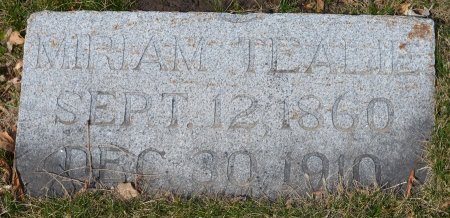 MIRIAM TEALIE
SEPT. 12, 1860
DEC. 30, 1910